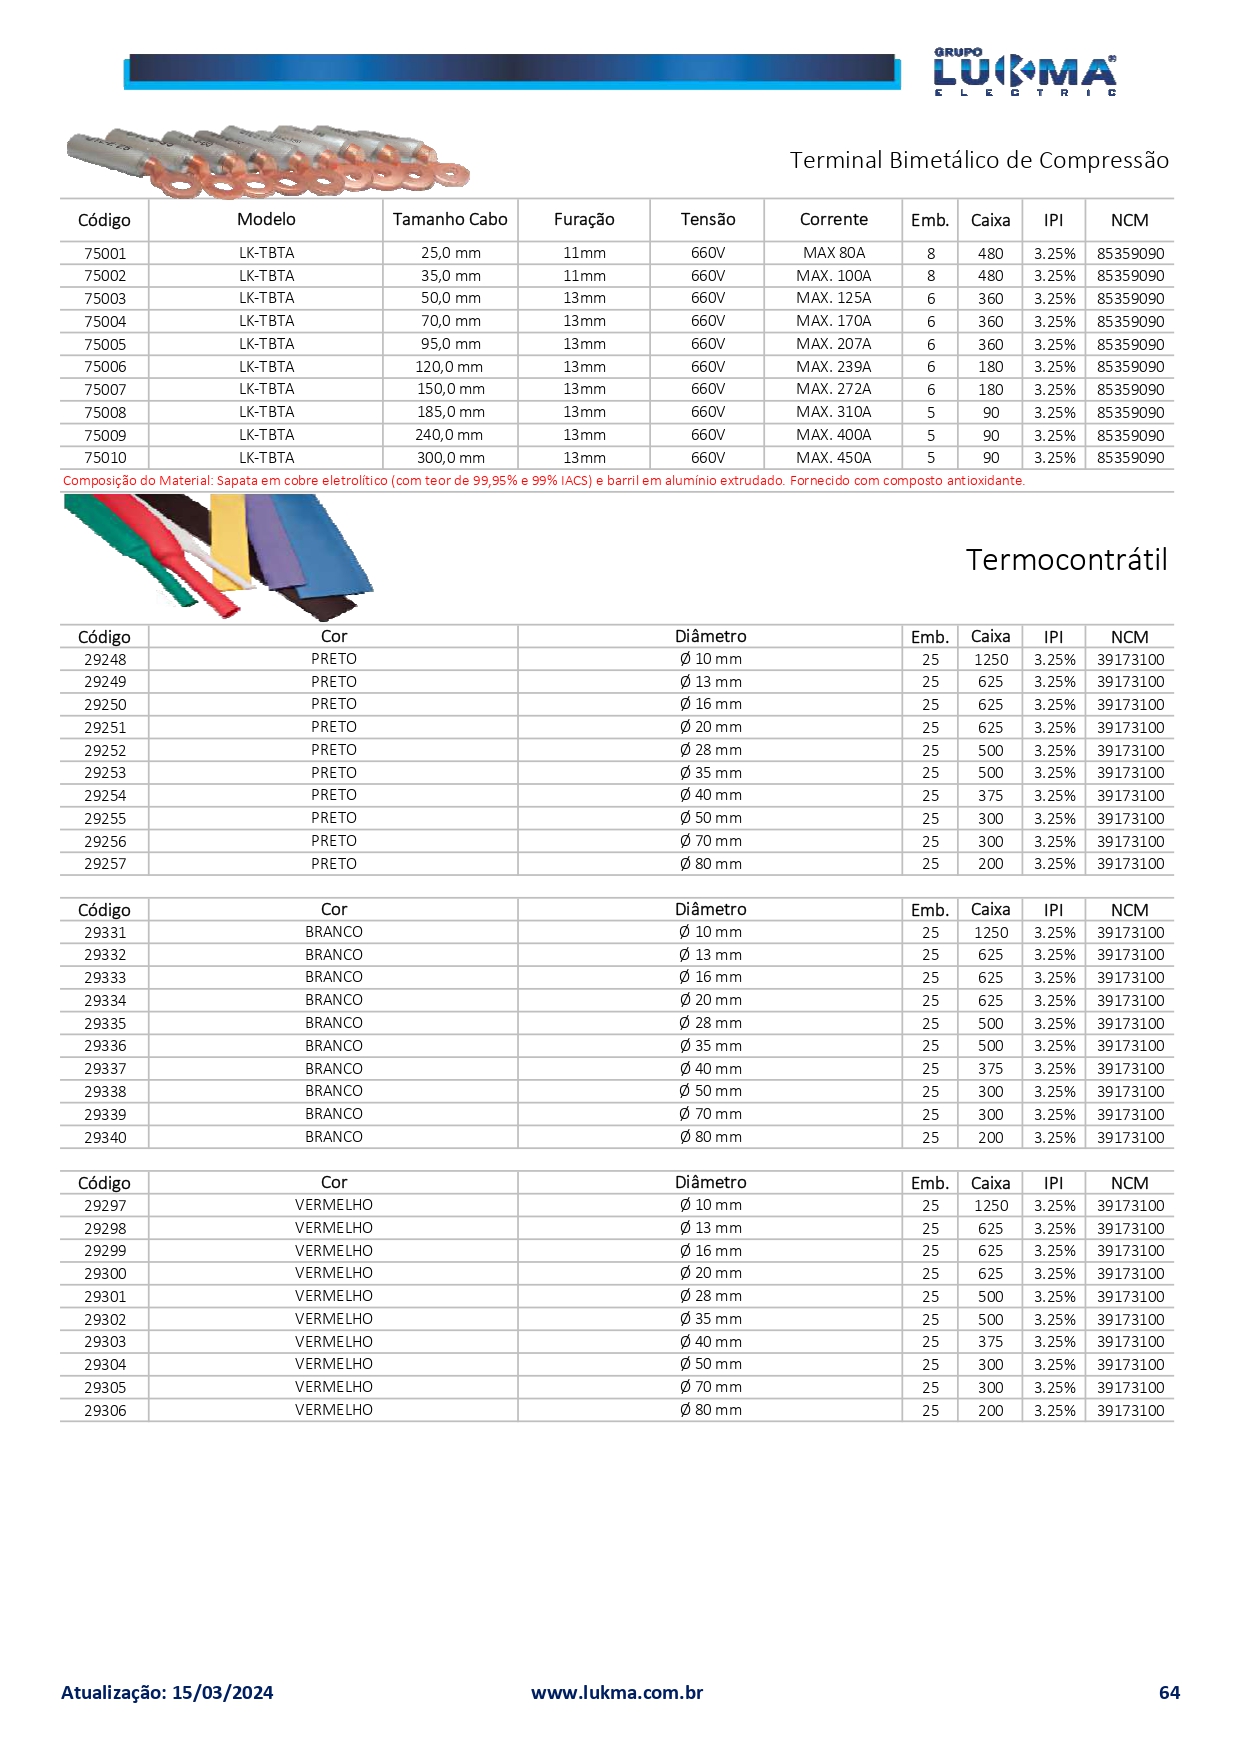 GRUPO
LUKMA®
ELECTRIC
Terminal Bimetálico de Compressão
Código Modelo Tamanho Cabo Furação Tensão Corrente Emb. Caixa IPI NCM
75001 LK-TBTA 25,0 mm 11mm 660V MAX 80A 8 480 3.25% 85359090
75002 LK-TBTA 35,0 mm 11mm 660V MAX. 100A 8 480 3.25% 85359090
75003 LK-TBTA 50,0 mm 13mm 660V MAX. 125A 6 360 3.25% 85359090
75004 LK-TBTA 70,0 mm 13mm 660V MAX. 170A 6 360 3.25% 85359090
75005 LK-TBTA 95,0 mm 13mm 660V MAX. 207A 6 360 3.25% 85359090
75006 LK-TBTA 120,0 mm 13mm 660V MAX. 239A 6 180 3.25% 85359090
75007 LK-TBTA 150,0 mm 13mm 660V MAX. 272A 6 180 3.25% 85359090
75008 LK-TBTA 185,0 mm 13mm 660V MAX. 310A 5 90 3.25% 85359090
75009 LK-TBTA 240,0 mm 13mm 660V MAX. 400A 5 90 3.25% 85359090
75010 LK-TBTA 300,0 mm 13mm 660V MAX. 450A 5 90 3.25% 85359090
Composição do Material: Sapata em cobre eletrolítico (com teor de 99,95% e 99% IACS) e barril em alumínio extrudado. Fornecido com composto antioxidante.
Termocontrátil
Código Cor Diâmetro Emb. Caixa IPI NCM
29248 PRETO Ø 10 mm 25 1250 3.25% 39173100
29249 PRETO Ø 13 mm 25 625 3.25% 39173100
29250 PRETO Ø 16 mm 25 625 3.25% 39173100
29251 PRETO Ø 20 mm 25 625 3.25% 39173100
29252 PRETO Ø 28 mm 25 500 3.25% 39173100
29253 PRETO Ø 35 mm 25 500 3.25% 39173100
29254 PRETO Ø 40 mm 25 375 3.25% 39173100
29255 PRETO Ø 50 mm 25 300 3.25% 39173100
29256 PRETO Ø 70 mm 25 300 3.25% 39173100
29257 PRETO Ø 80 mm 25 200 3.25% 39173100
Código Cor Diâmetro Emb. Caixa IPI NCM
29331 BRANCO Ø 10 mm 25 1250 3.25% 39173100
29332 BRANCO Ø 13 mm 25 625 3.25% 39173100
29333 BRANCO Ø 16 mm 25 625 3.25% 39173100
29334 BRANCO Ø 20 mm 25 625 3.25% 39173100
29335 BRANCO Ø 28 mm 25 500 3.25% 39173100
29336 BRANCO Ø 35 mm 25 500 3.25% 39173100
29337 BRANCO Ø 40 mm 25 375 3.25% 39173100
29338 BRANCO Ø 50 mm 25 300 3.25% 39173100
29339 BRANCO Ø 70 mm 25 300 3.25% 39173100
29340 BRANCO Ø 80 mm 25 200 3.25% 39173100
Código Cor Diâmetro Emb. Caixa IPI NCM
29297 VERMELHO Ø 10 mm 25 1250 3.25% 39173100
29298 VERMELHO Ø 13 mm 25 625 3.25% 39173100
29299 VERMELHO Ø 16 mm 25 625 3.25% 39173100
29300 VERMELHO Ø 20 mm 25 625 3.25% 39173100
29301 VERMELHO Ø 28 mm 25 500 3.25% 39173100
29302 VERMELHO Ø 35 mm 25 500 3.25% 39173100
29303 VERMELHO Ø 40 mm 25 375 3.25% 39173100
29304 VERMELHO Ø 50 mm 25 300 3.25% 39173100
29305 VERMELHO Ø 70 mm 25 300 3.25% 39173100
29306 VERMELHO Ø 80 mm 25 200 3.25% 39173100
Atualização: 15/03/2024 www.lukma.com.br 64